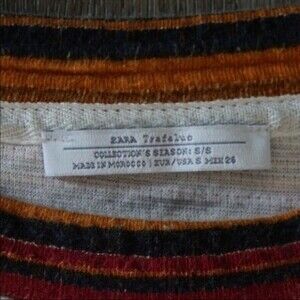 ZARA Trafaluc
COLLECTION'S SEASON: S/S
MADE IN MOROCCO | EUR/USA S MEX 26